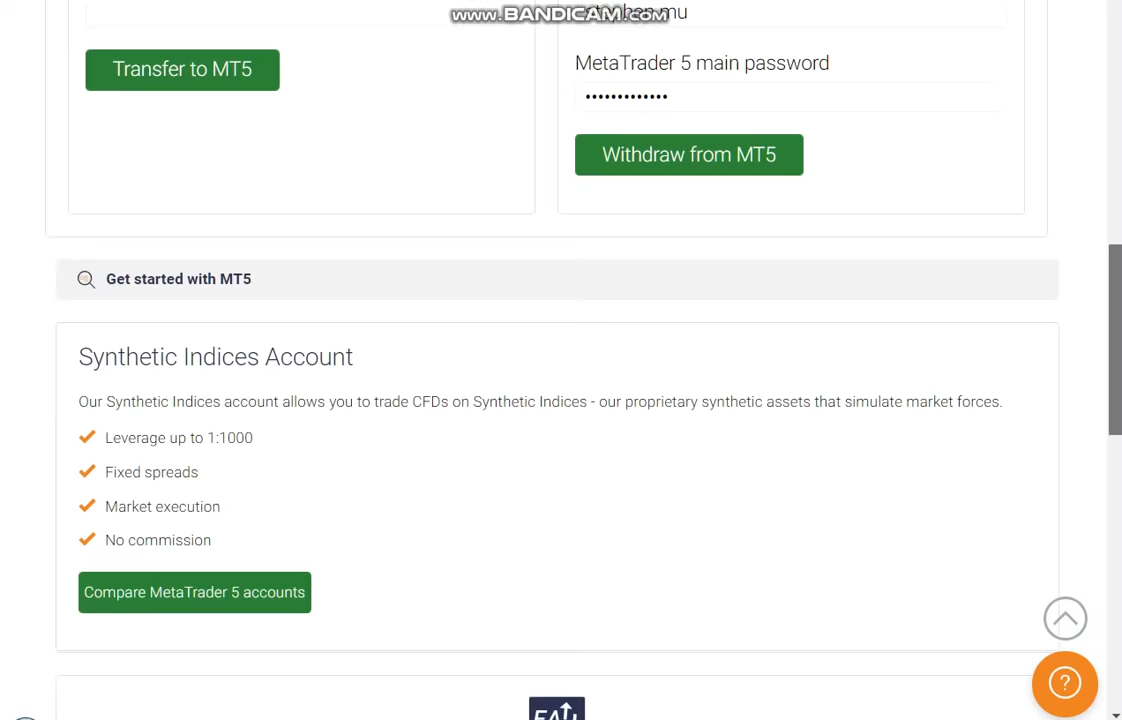 www.BANDICAM.com
stephen mu
Transfer to MT5
MetaTrader 5 main password
•••••••••••••
Withdraw from MT5
Get started with MT5
Synthetic Indices Account
Our Synthetic Indices account allows you to trade CFDs on Synthetic Indices - our proprietary synthetic assets that simulate market forces.
Leverage up to 1:1000
Fixed spreads
Market execution
No commission
Compare MetaTrader 5 accounts
?